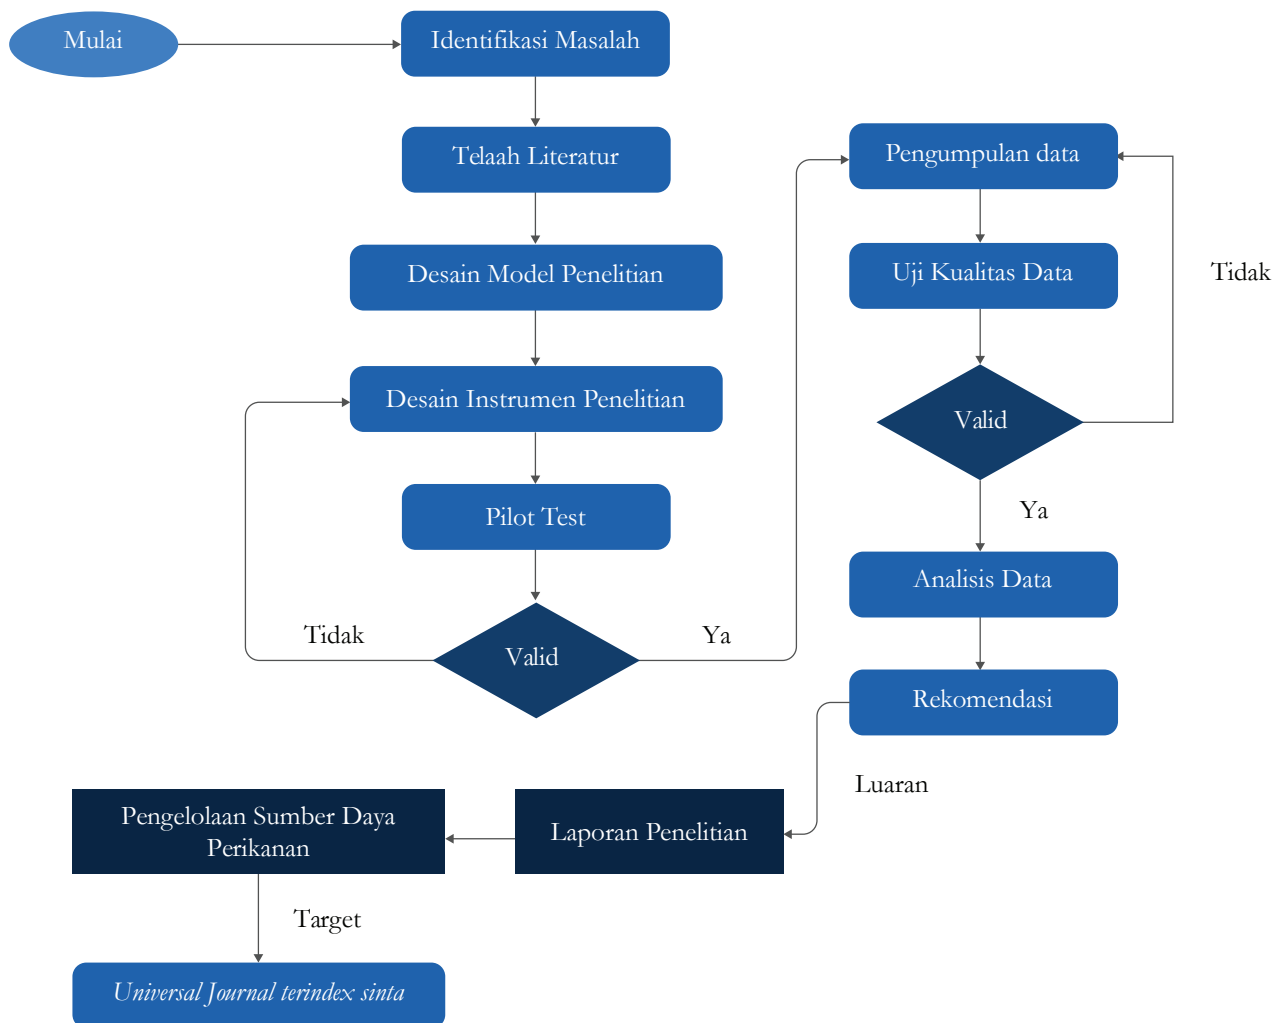 Mulai
Identifikasi Masalah
Telaah Literatur
Desain Model Penelitian
Desain Instrumen Penelitian
Pilot Test
Tidak
Valid
Ya
Pengumpulan data
Uji Kualitas Data
Tidak
Valid
Ya
Analisis Data
Rekomendasi
Luaran
Laporan Penelitian
Pengelolaan Sumber Daya
Perikanan
Target
Universal Journal terindex sinta